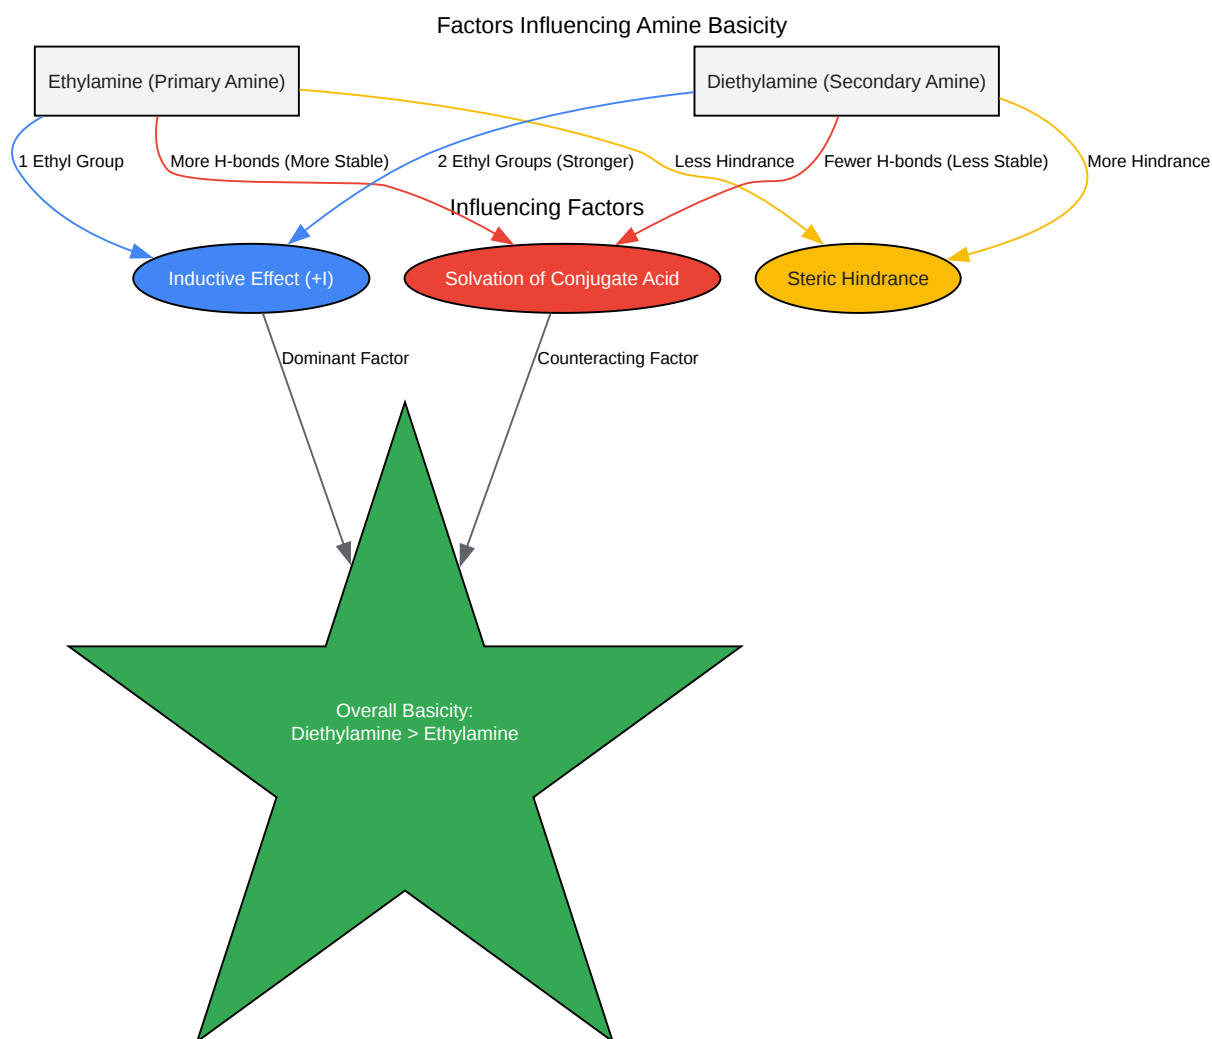 Factors Influencing Amine Basicity
Ethylamine (Primary Amine)
Diethylamine (Secondary Amine)
1 Ethyl Group
More H-bonds (More Stable)
2 Ethyl Groups (Stronger)
Less Hindrance
Fewer H-bonds (Less Stable)
More Hindrance
Influencing Factors
Inductive Effect (+I)
Solvation of Conjugate Acid
Steric Hindrance
Dominant Factor
Counteracting Factor
Overall Basicity:
Diethylamine > Ethylamine